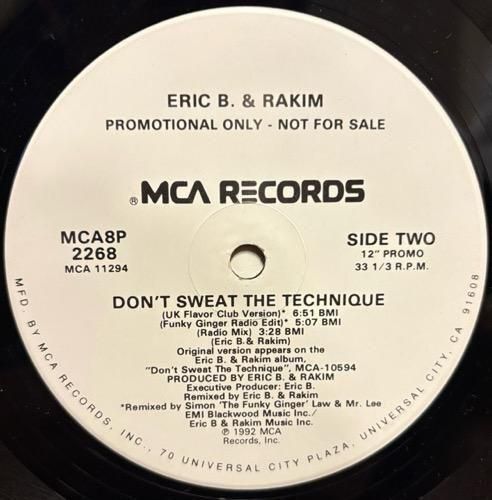 ERIC B. & RAKIM
PROMOTIONAL ONLY - NOT FOR SALE
® MCA RECORDS
MCA8P
2268
MCA 11294
SIDE TWO
12" PROMO
33 1/3 R.P.M.
DON'T SWEAT THE TECHNIQUE
(UK Flavor Club Version)* 6:51 BMI
(Funky Ginger Radio Edit)* 5:07 BMI
(Radio Mix) 3:28 BMI
(Eric B. & Rakim)
Original version appears on the
Eric B. & Rakim album,
"Don't Sweat The Technique", MCA-10594
PRODUCED BY ERIC B. & RAKIM
Executive Producer: Eric B.
Remixed by Eric B. & Rakim
*Remixed by Simon 'The Funky Ginger' Law & Mr. Lee
EMI Blackwood Music Inc./
Eric B & Rakim Music Inc.
℗ 1992 MCA
Records, Inc.
MFD. BY MCA RECORDS, INC., 70 UNIVERSAL CITY PLAZA, UNIVERSAL CITY, CA. 91608